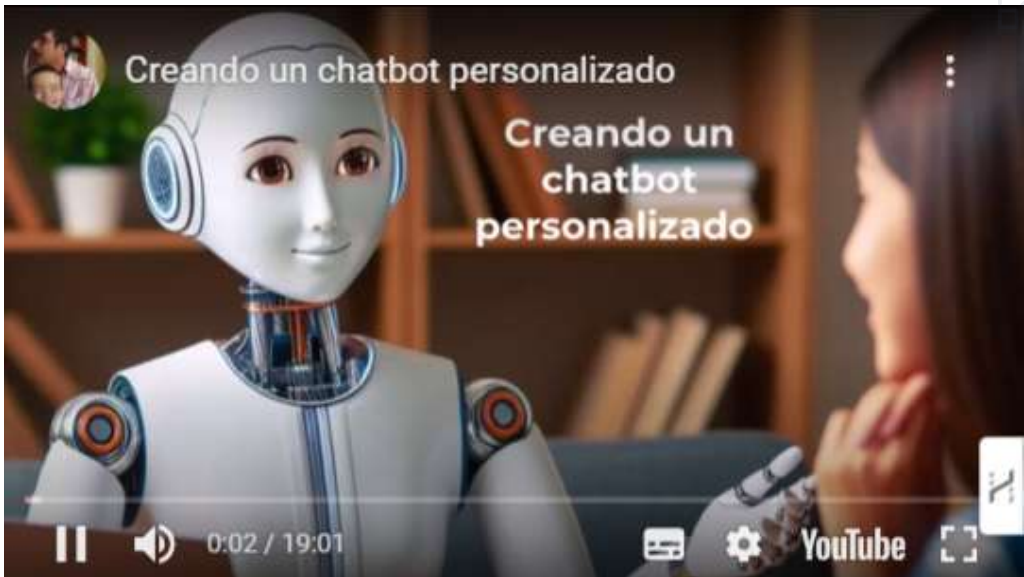 Creando un chatbot personalizado
Creando un
chatbot
personalizado
0:02 / 19:01
YouTube